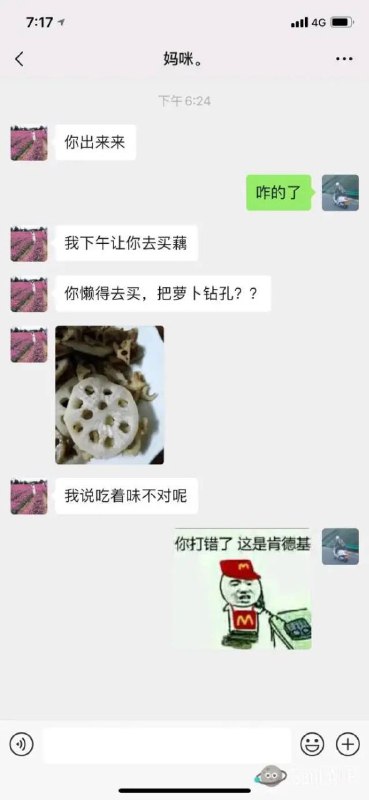 7:17
4G
妈咪。
下午6:24
你出来来
咋的了
我下午让你去买藕
你懒得去买，把萝卜钻孔？？
我说吃着味不对呢
你打错了 这是肯德基